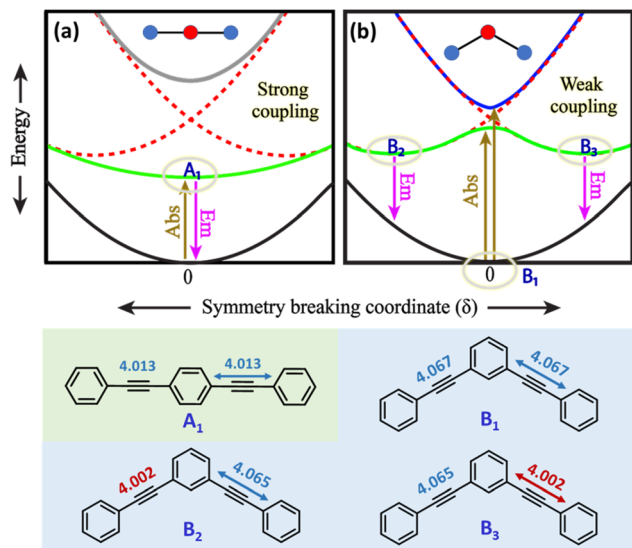 (a)
Strong
coupling
A₁
Abs
Em
0
(b)
Weak
coupling
B₂
B₃
Em
Abs
Em
0
B₁
Energy
Symmetry breaking coordinate (δ)
4.013
4.013
A₁
4.067
4.067
B₁
4.002
4.065
B₂
4.065
4.002
B₃